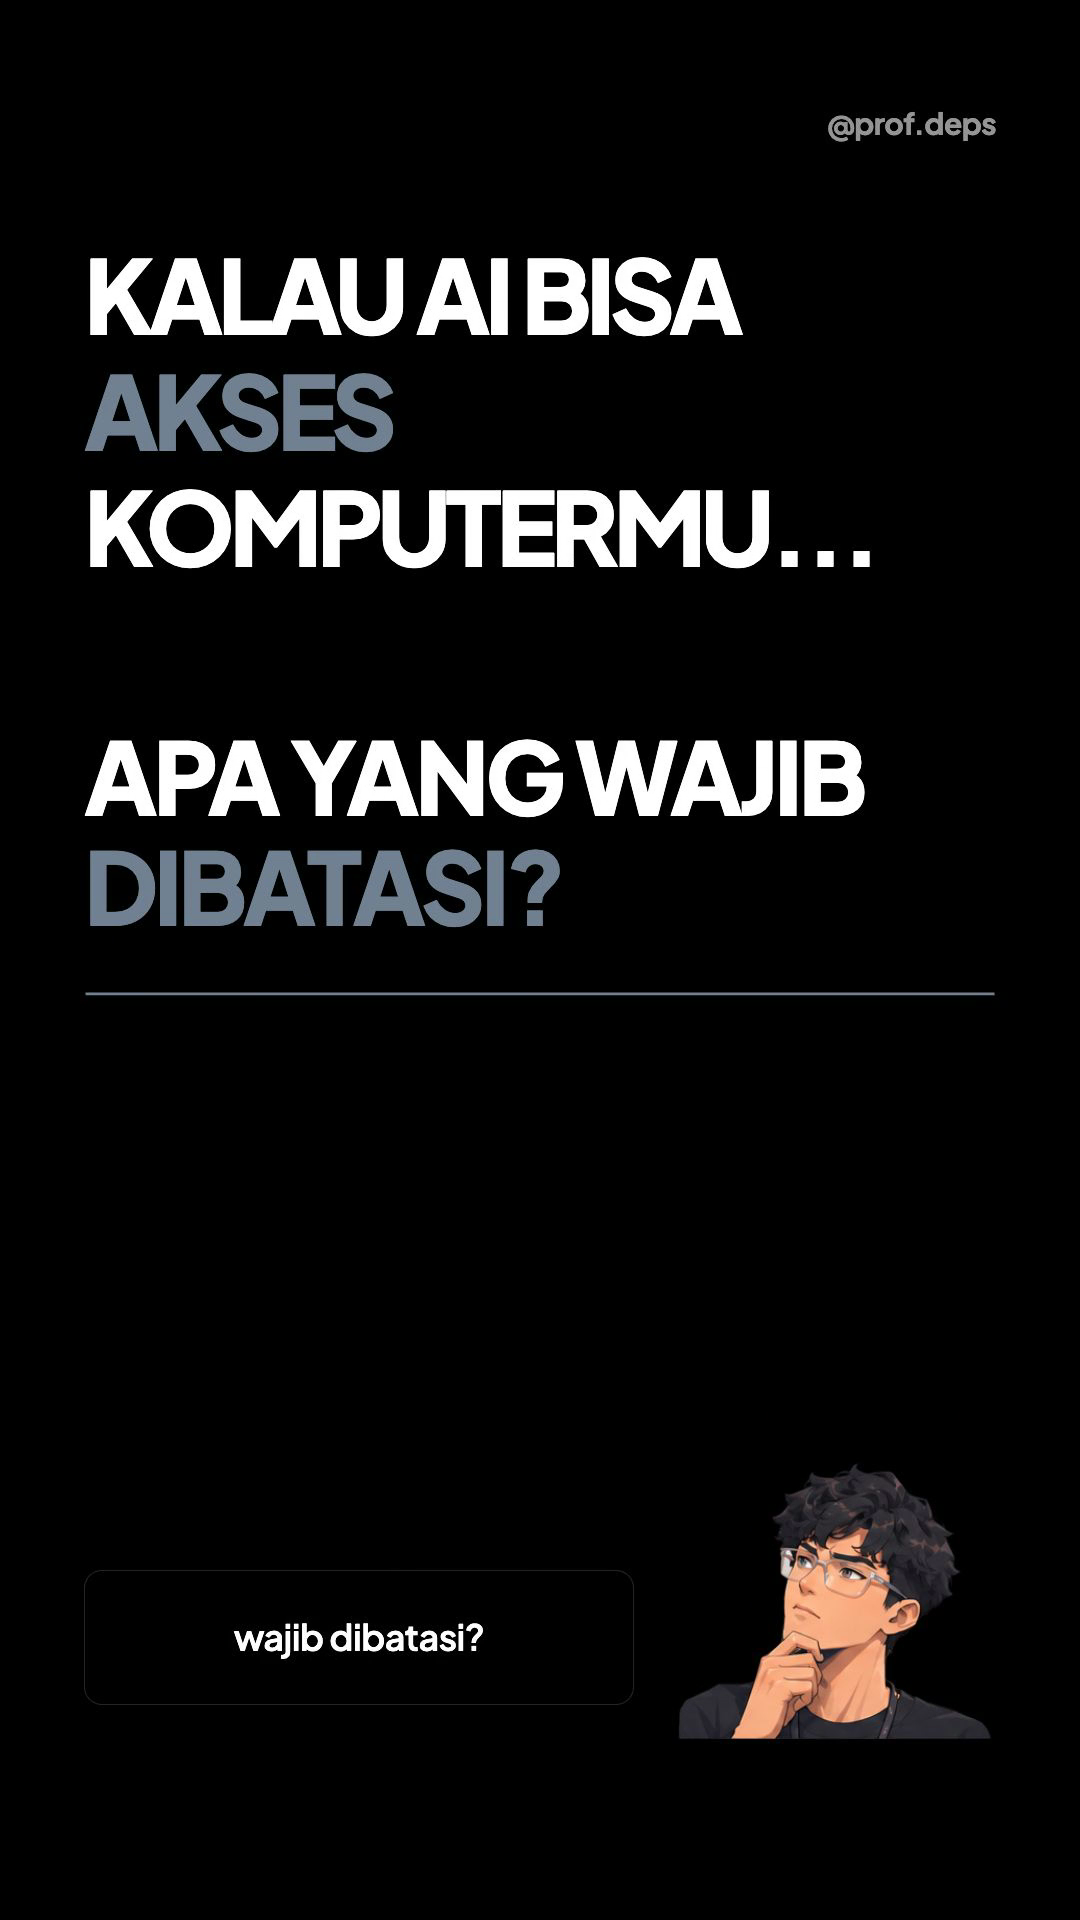 @prof.deps
KALAU AI BISA
AKSES
KOMPUTERMU...
APA YANG WAJIB
DIBATASI?
wajib dibatasi?